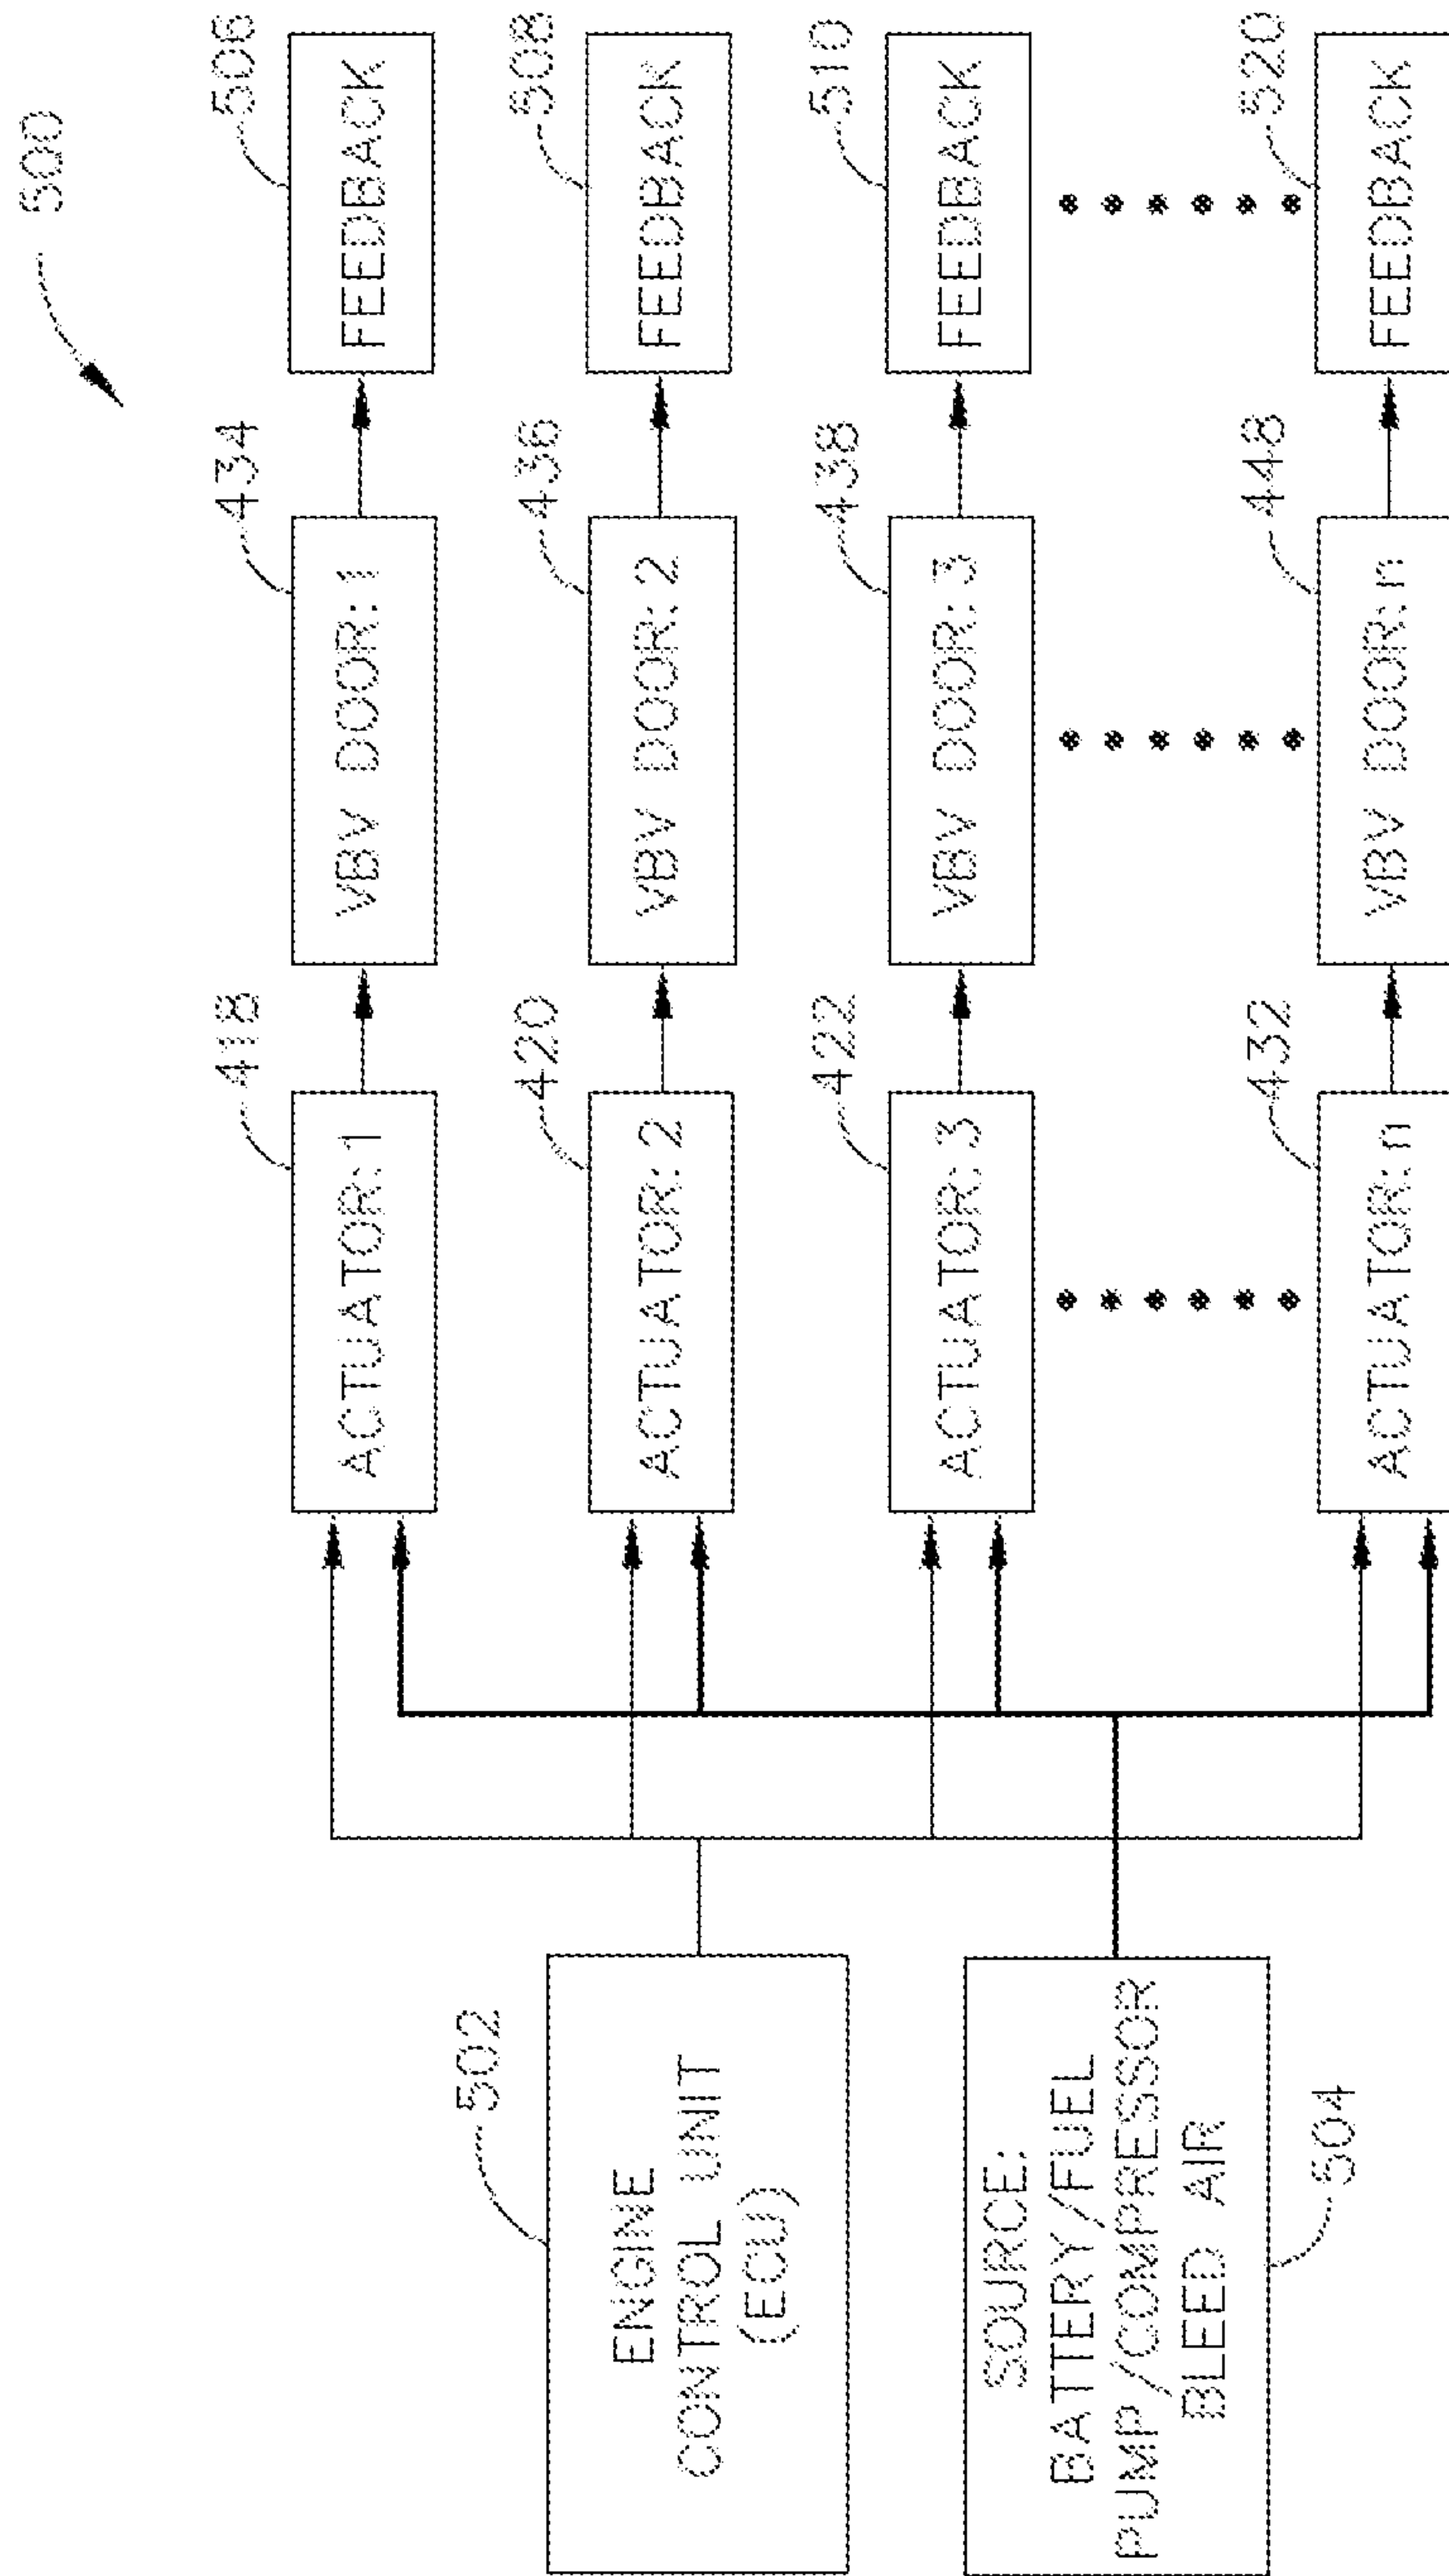 500
506
FEEDBACK
434
VBV DOOR: 1
418
ACTUATOR: 1
508
FEEDBACK
436
VBV DOOR: 2
420
ACTUATOR: 2
510
FEEDBACK
438
VBV DOOR: 3
422
ACTUATOR: 3
520
FEEDBACK
448
VBV DOOR: n
432
ACTUATOR: n
502
ENGINE
CONTROL UNIT
(ECU)
SOURCE:
BATTERY/FUEL
PUMP/COMPRESSOR
BLEED AIR
504